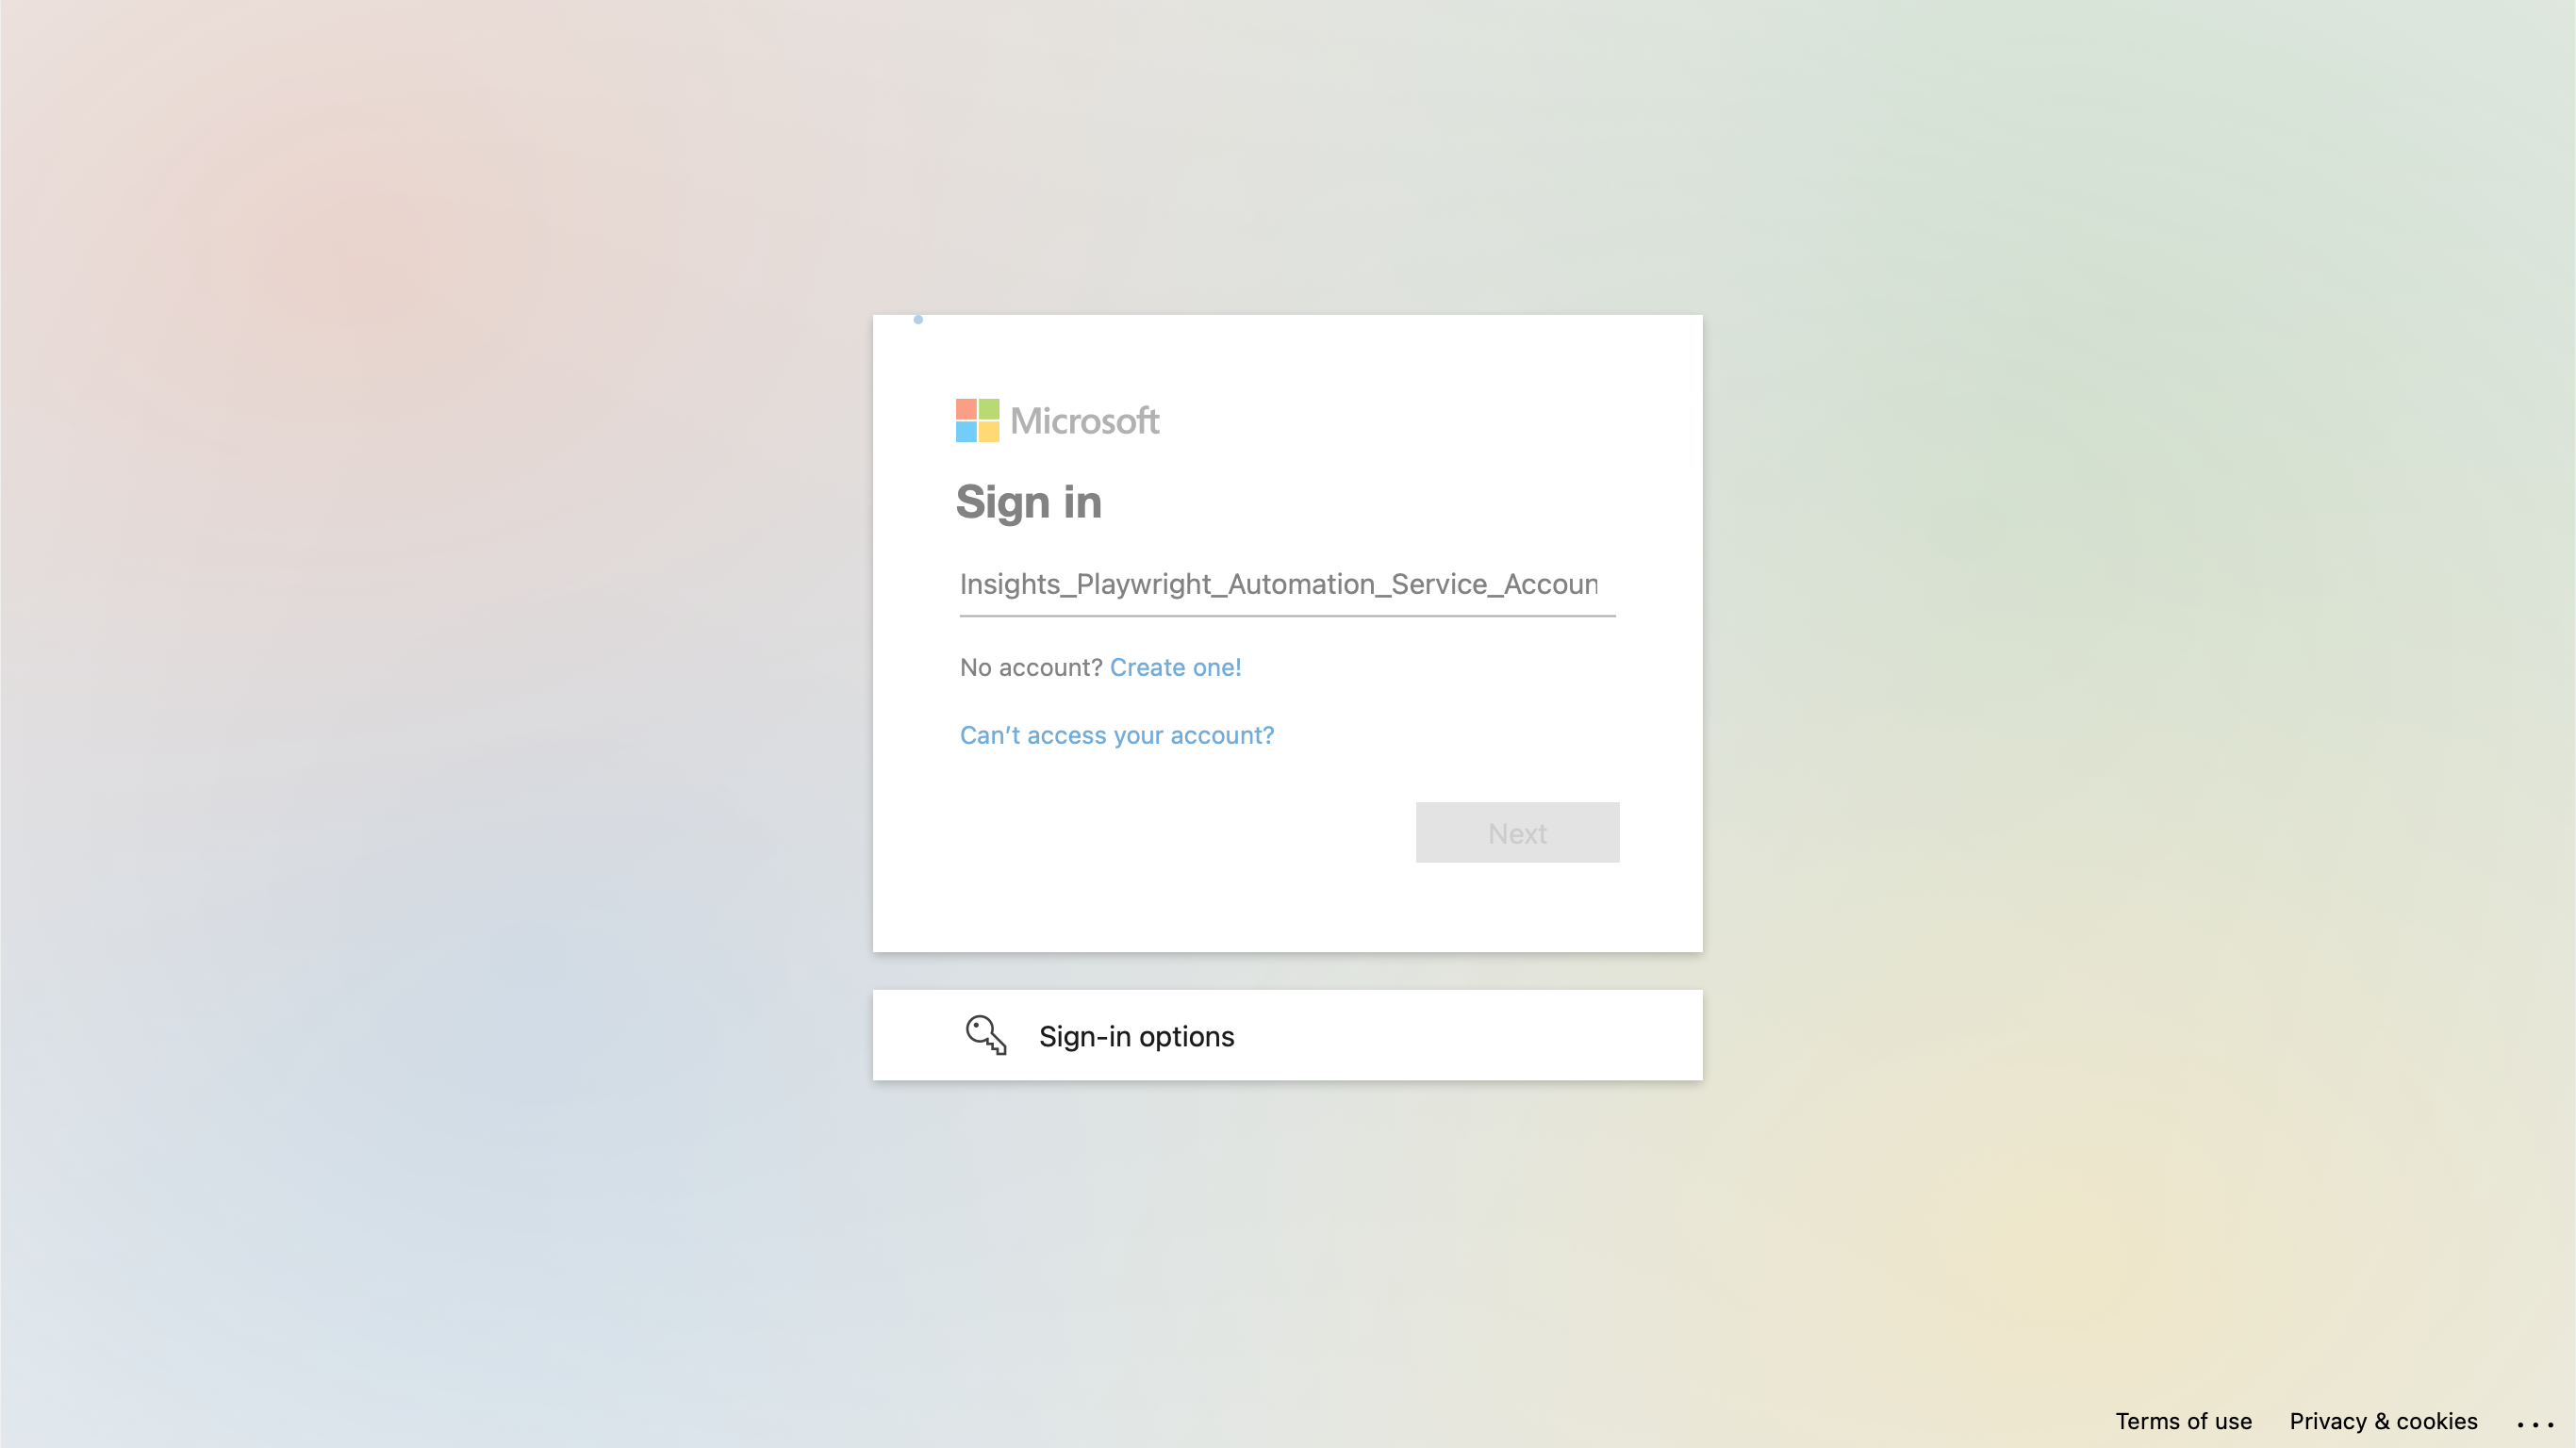 Microsoft
Sign in
Insights_Playwright_Automation_Service_Accoun
No account? Create one!
Can't access your account?
Next
Sign-in options
Terms of use Privacy & cookies ...